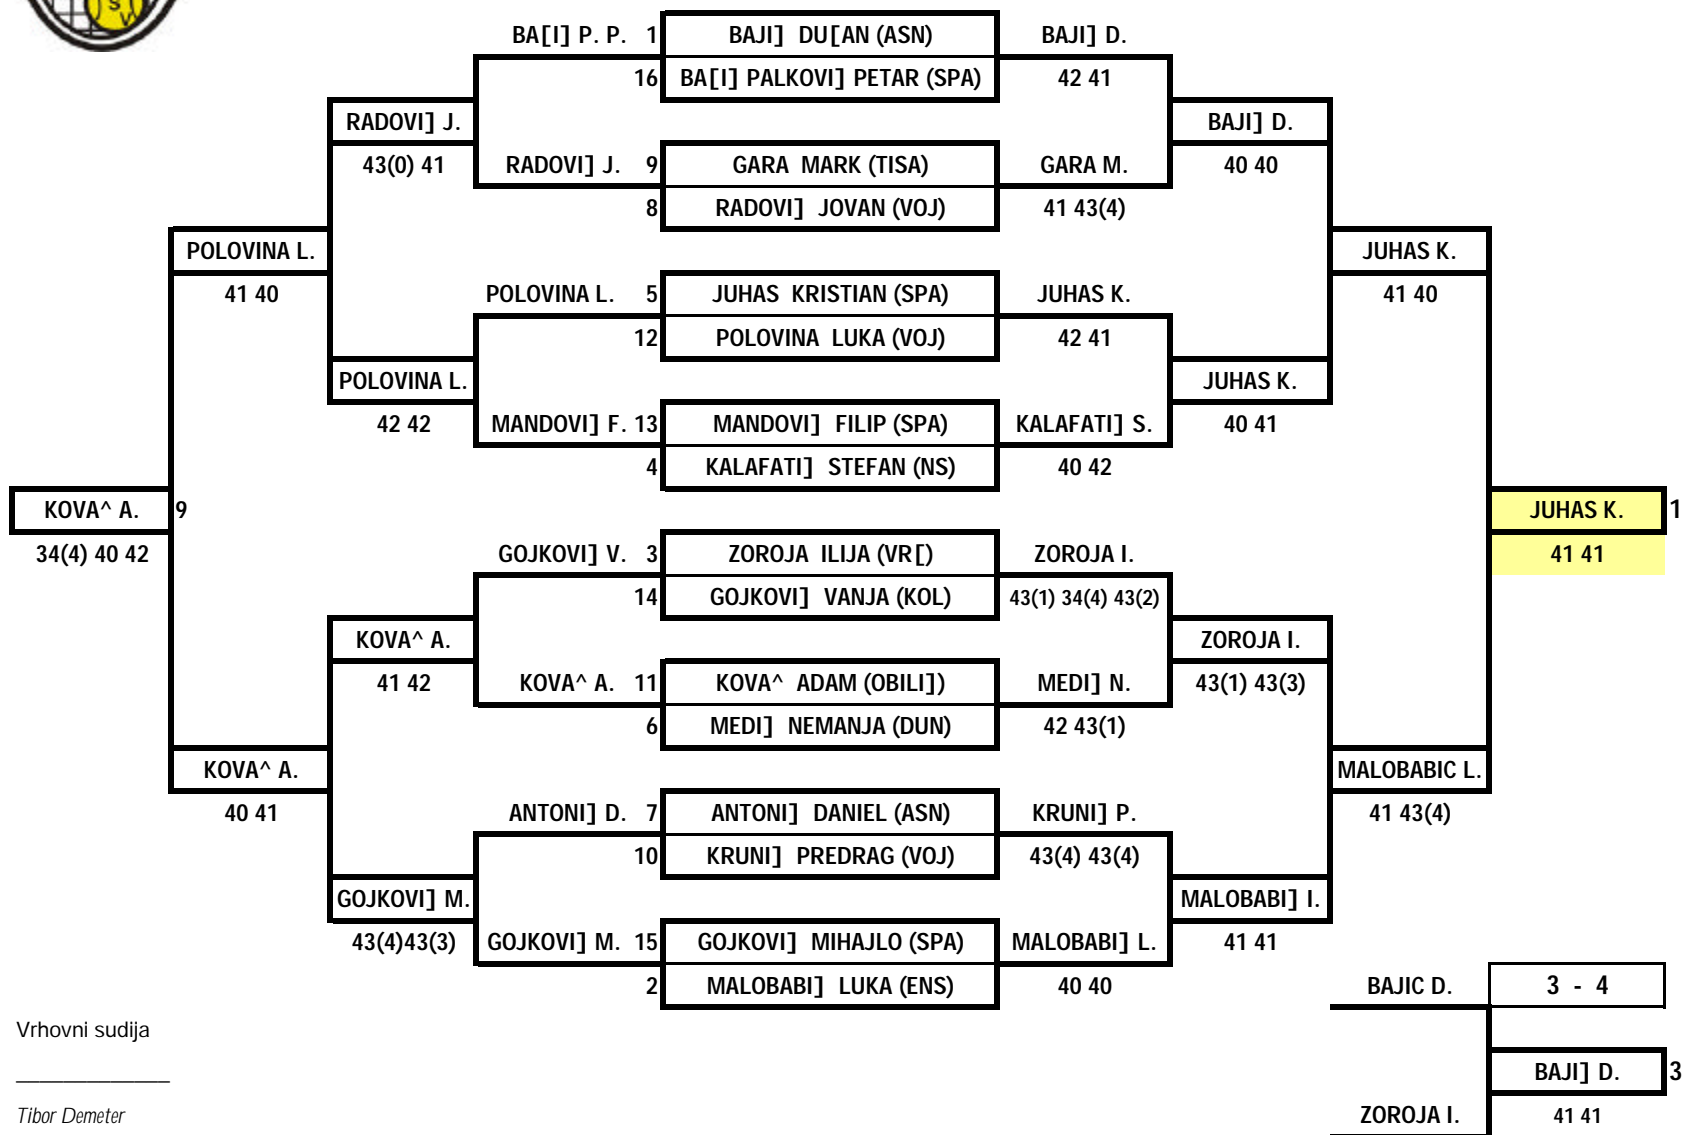 S
V
BA[I] P. P. 1 BAJI] DU[AN (ASN) BAJI] D.
16 BA[I] PALKOVI] PETAR (SPA) 42 41
RADOVI] J. BAJI] D.
43(0) 41 RADOVI] J. 9 GARA MARK (TISA) GARA M. 40 40
8 RADOVI] JOVAN (VOJ) 41 43(4)
POLOVINA L. JUHAS K.
41 40 POLOVINA L. 5 JUHAS KRISTIAN (SPA) JUHAS K. 41 40
12 POLOVINA LUKA (VOJ) 42 41
POLOVINA L. JUHAS K.
42 42 MANDOVI] F. 13 MANDOVI] FILIP (SPA) KALAFATI] S. 40 41
4 KALAFATI] STEFAN (NS) 40 42
KOVA^ A. 9 JUHAS K. 1
34(4) 40 42 GOJKOVI] V. 3 ZOROJA ILIJA (VR[) ZOROJA I. 41 41
14 GOJKOVI] VANJA (KOL) 43(1) 34(4) 43(2)
KOVA^ A. ZOROJA I.
41 42 KOVA^ A. 11 KOVA^ ADAM (OBILI]) MEDI] N. 43(1) 43(3)
6 MEDI] NEMANJA (DUN) 42 43(1)
KOVA^ A. MALOBABIC L.
40 41 ANTONI] D. 7 ANTONI] DANIEL (ASN) KRUNI] P. 41 43(4)
10 KRUNI] PREDRAG (VOJ) 43(4) 43(4)
GOJKOVI] M. MALOBABI] I.
43(4)43(3) GOJKOVI] M. 15 GOJKOVI] MIHAJLO (SPA) MALOBABI] L. 41 41
2 MALOBABI] LUKA (ENS) 40 40 BAJIC D. 3 - 4
Vrhovni sudija
BAJI] D. 3
Tibor Demeter ZOROJA I. 41 41